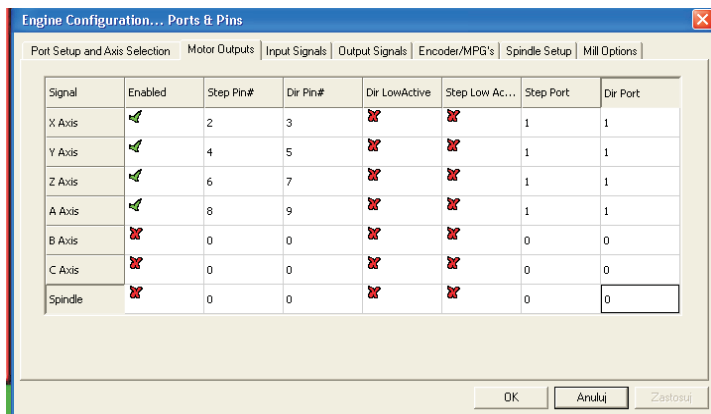 Engine Configuration... Ports & Pins
Port Setup and Axis Selection Motor Outputs Input Signals Output Signals Encoder/MPG's Spindle Setup Mill Options
Signal Enabled Step Pin# Dir Pin# Dir LowActive Step Low Ac... Step Port Dir Port
X Axis 2 3 1 1
Y Axis 4 5 1 1
Z Axis 6 7 1 1
A Axis 8 9 1 1
B Axis 0 0 0 0
C Axis 0 0 0 0
Spindle 0 0 0 0
OK Anuluj Zastosuj